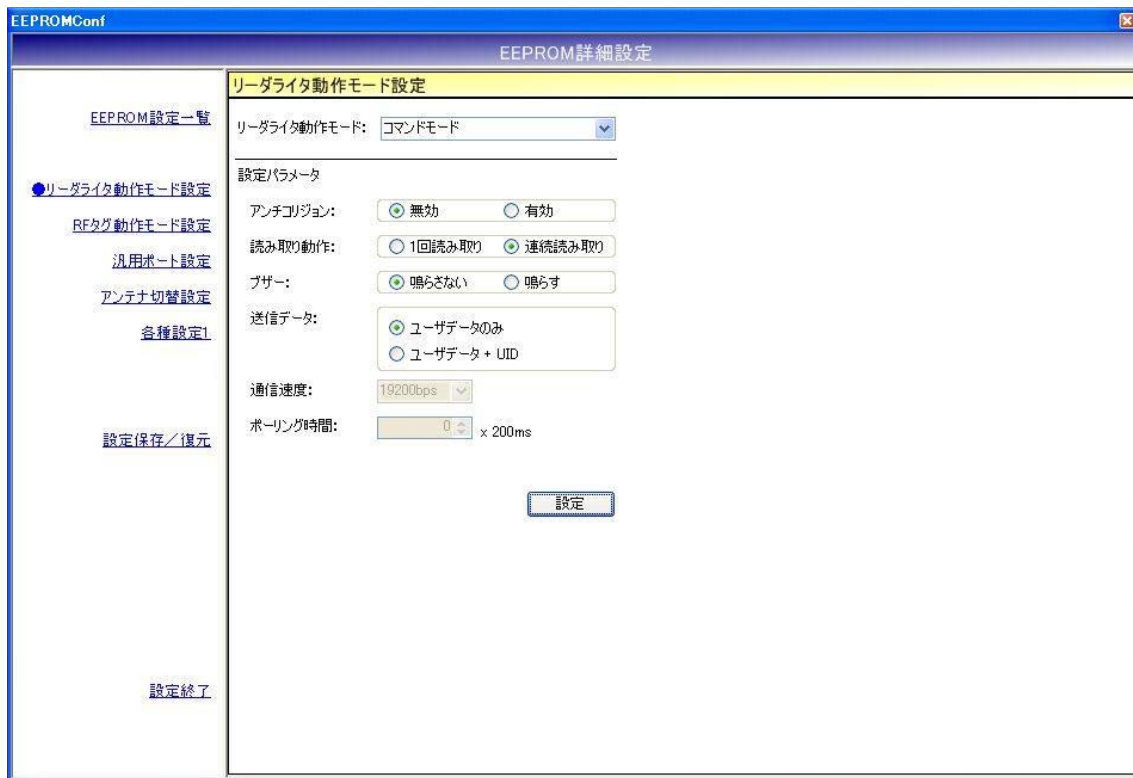 EEPROMConf
EEPROM詳細設定
EEPROM設定一覧
●リーダライタ動作モード設定
RFタグ動作モード設定
汎用ポート設定
アンテナ切替設定
各種設定1
設定保存／復元
設定終了
リーダライタ動作モード設定
リーダライタ動作モード: コマンドモード
設定パラメータ
アンチコリジョン: 無効 有効
読み取り動作: 1回読み取り 連続読み取り
ブザー: 鳴らさない 鳴らす
送信データ: ユーザデータのみ
ユーザデータ + UID
通信速度: 19200bps
ポーリング時間: 0 x 200ms
設定